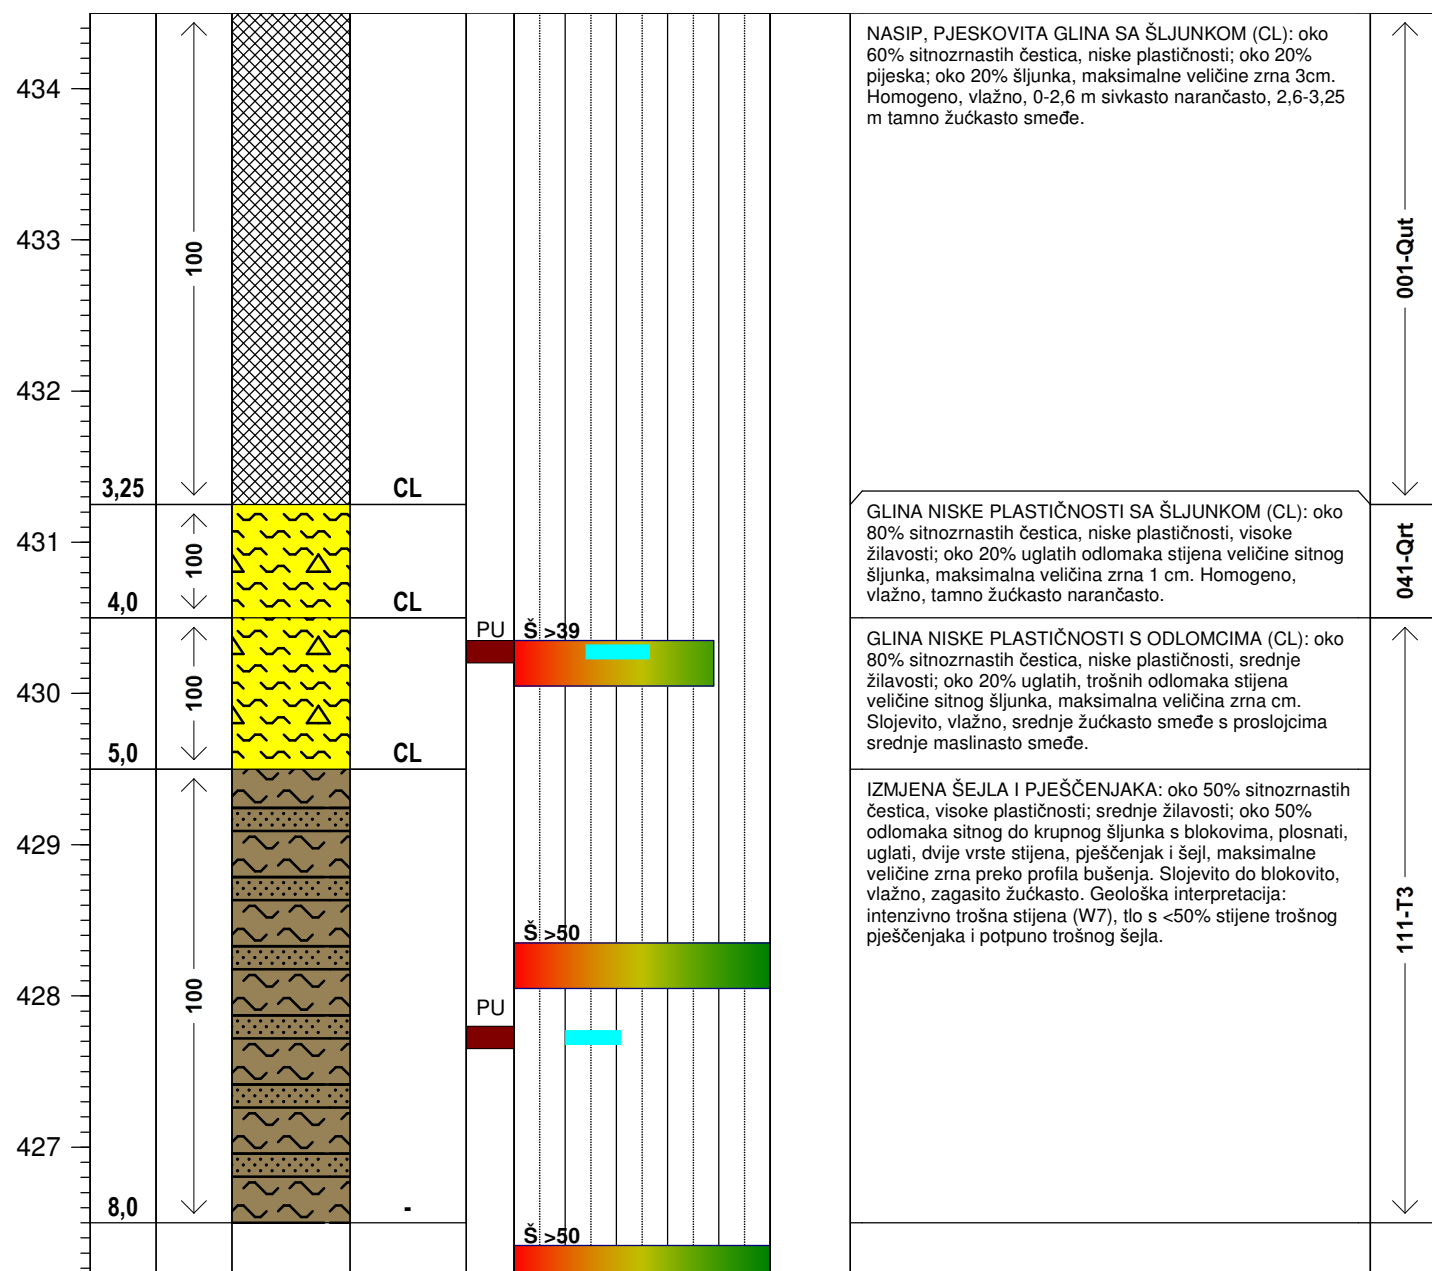 434
433
432
431
430
429
428
427
3,25
4,0
5,0
8,0
100
100
100
100
CL
CL
CL
-
PU
PU
Š >39
Š >50
Š >50
NASIP, PJESKOVITA GLINA SA ŠLJUNKOM (CL): oko
60% sitnozrnastih čestica, niske plastičnosti; oko 20%
pijeska; oko 20% šljunka, maksimalne veličine zrna 3cm.
Homogeno, vlažno, 0-2,6 m sivkasto narančasto, 2,6-3,25
m tamno žućkasto smeđe.
GLINA NISKE PLASTIČNOSTI SA ŠLJUNKOM (CL): oko
80% sitnozrnastih čestica, niske plastičnosti, visoke
žilavosti; oko 20% uglatih odlomaka stijena veličine sitnog
šljunka, maksimalna veličina zrna 1 cm. Homogeno,
vlažno, tamno žućkasto narančasto.
GLINA NISKE PLASTIČNOSTI S ODLOMCIMA (CL): oko
80% sitnozrnastih čestica, niske plastičnosti, srednje
žilavosti; oko 20% uglatih, trošnih odlomaka stijena
veličine sitnog šljunka, maksimalna veličina zrna cm.
Slojevito, vlažno, srednje žućkasto smeđe s proslojcima
srednje maslinasto smeđe.
IZMJENA ŠEJLA I PJEŠČENJAKA: oko 50% sitnozrnastih
čestica, visoke plastičnosti; srednje žilavosti; oko 50%
odlomaka sitnog do krupnog šljunka s blokovima, plosnati,
uglati, dvije vrste stijena, pješčenjak i šejl, maksimalne
veličine zrna preko profila bušenja. Slojevito do blokovito,
vlažno, zagasito žućkasto. Geološka interpretacija:
intenzivno trošna stijena (W7), tlo s <50% stijene trošnog
pješčenjaka i potpuno trošnog šejla.
001-Qut
041-Qrt
111-T3